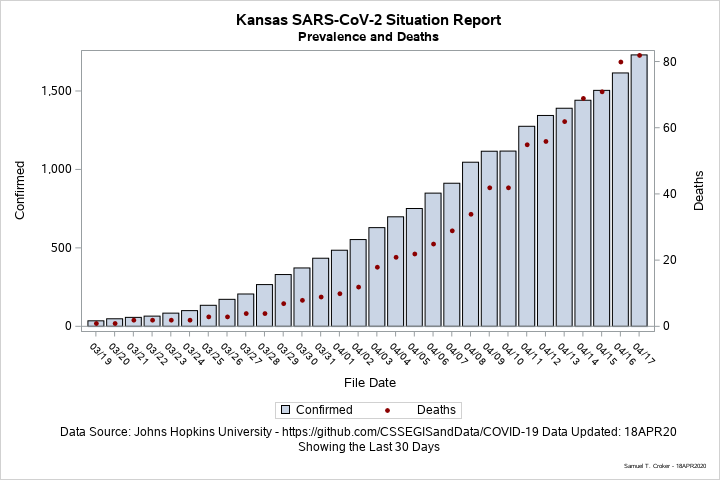 Kansas SARS-CoV-2 Situation Report
Prevalence and Deaths
Confirmed
1,500
1,000
500
0
Deaths
80
60
40
20
0
03/19 03/20 03/21 03/22 03/23 03/24 03/25 03/26 03/27 03/28 03/29 03/30 03/31 04/01 04/02 04/03 04/04 04/05 04/06 04/07 04/08 04/09 04/10 04/11 04/12 04/13 04/14 04/15 04/16 04/17
File Date
Confirmed Deaths
Data Source: Johns Hopkins University - https://github.com/CSSEGISandData/COVID-19 Data Updated: 18APR20
Showing the Last 30 Days
Samuel T. Croker - 18APR2020